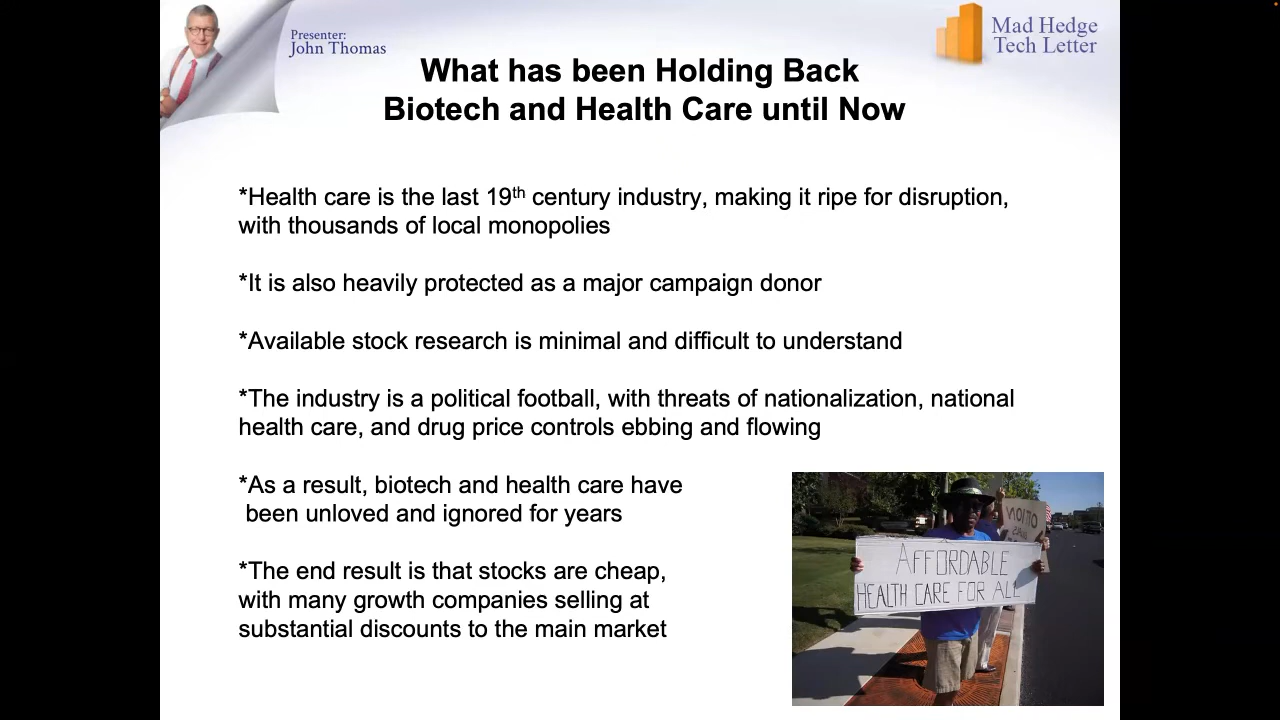 Presenter:
John Thomas
Mad Hedge
Tech Letter
What has been Holding Back
Biotech and Health Care until Now
*Health care is the last 19th century industry, making it ripe for disruption,
with thousands of local monopolies
*It is also heavily protected as a major campaign donor
*Available stock research is minimal and difficult to understand
*The industry is a political football, with threats of nationalization, national
health care, and drug price controls ebbing and flowing
*As a result, biotech and health care have
been unloved and ignored for years
*The end result is that stocks are cheap,
with many growth companies selling at
substantial discounts to the main market
AFFORDABLE
HEALTH CARE FOR ALL